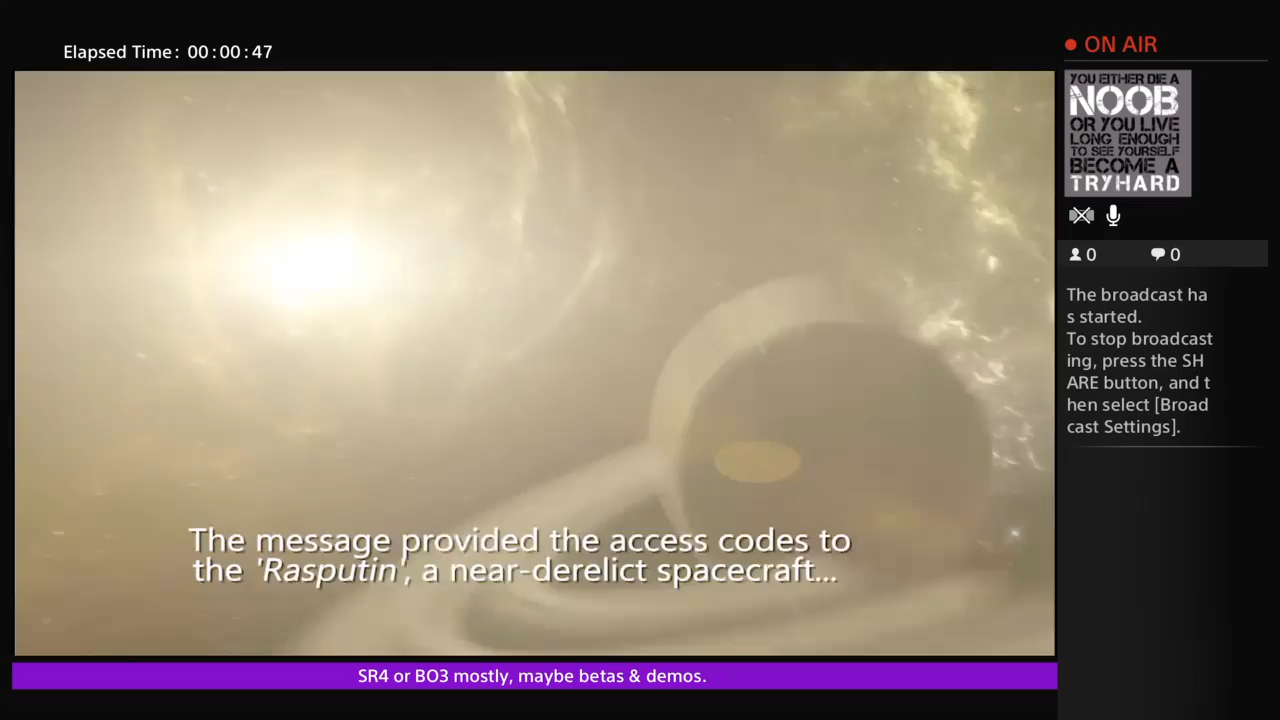 Elapsed Time: 00:00:47
ON AIR
YOU EITHER DIE A
NOOB
OR YOU LIVE
LONG ENOUGH
TO SEE YOURSELF
BECOME A
TRYHARD
0 0
The broadcast ha
s started.
To stop broadcast
ing, press the SH
ARE button, and t
hen select [Broad
cast Settings].
The message provided the access codes to
the 'Rasputin', a near-derelict spacecraft...
SR4 or BO3 mostly, maybe betas & demos.